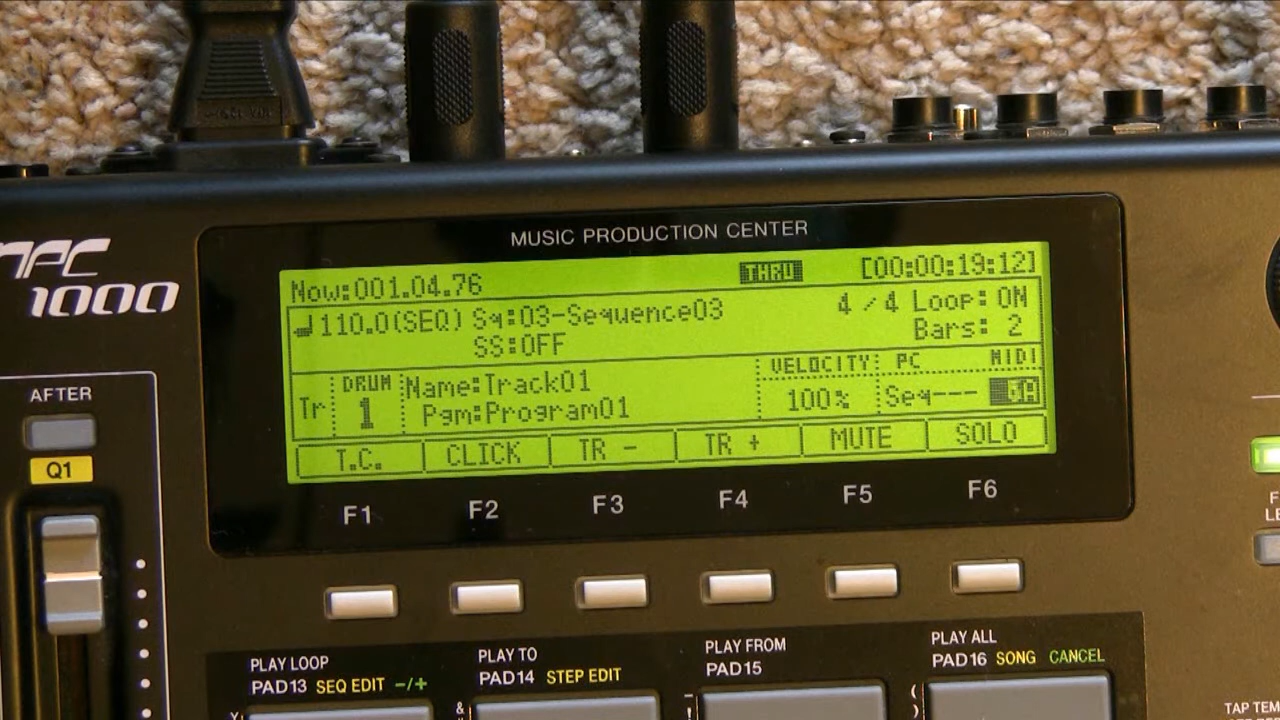 MUSIC PRODUCTION CENTER
MPC
1000
Now:001.04.76 THRU [00:00:19:12]
♩110.0(SEQ) Sq:03-Sequence03 4/4 Loop: ON
SS:OFF Bars: 2
Tr DRUM 1 Name:Track01 VELOCITY: PC MIDI
Pgm:Program01 100% Seq---
T.C. CLICK TR - TR + MUTE SOLO
F1 F2 F3 F4 F5 F6
AFTER
Q1
PLAY LOOP
PAD13 SEQ EDIT -/+
PLAY TO
PAD14 STEP EDIT
PLAY FROM
PAD15
PLAY ALL
PAD16 SONG CANCEL